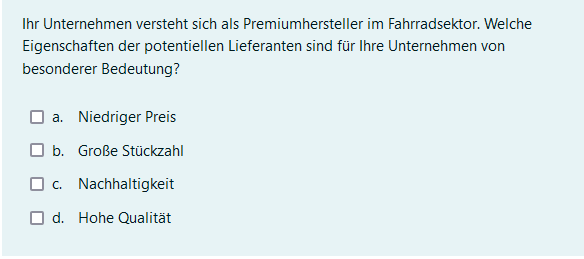 Ihr Unternehmen versteht sich als Premiumhersteller im Fahrradsektor. Welche
Eigenschaften der potentiellen Lieferanten sind für Ihre Unternehmen von
besonderer Bedeutung?
a. Niedriger Preis
b. Große Stückzahl
c. Nachhaltigkeit
d. Hohe Qualität